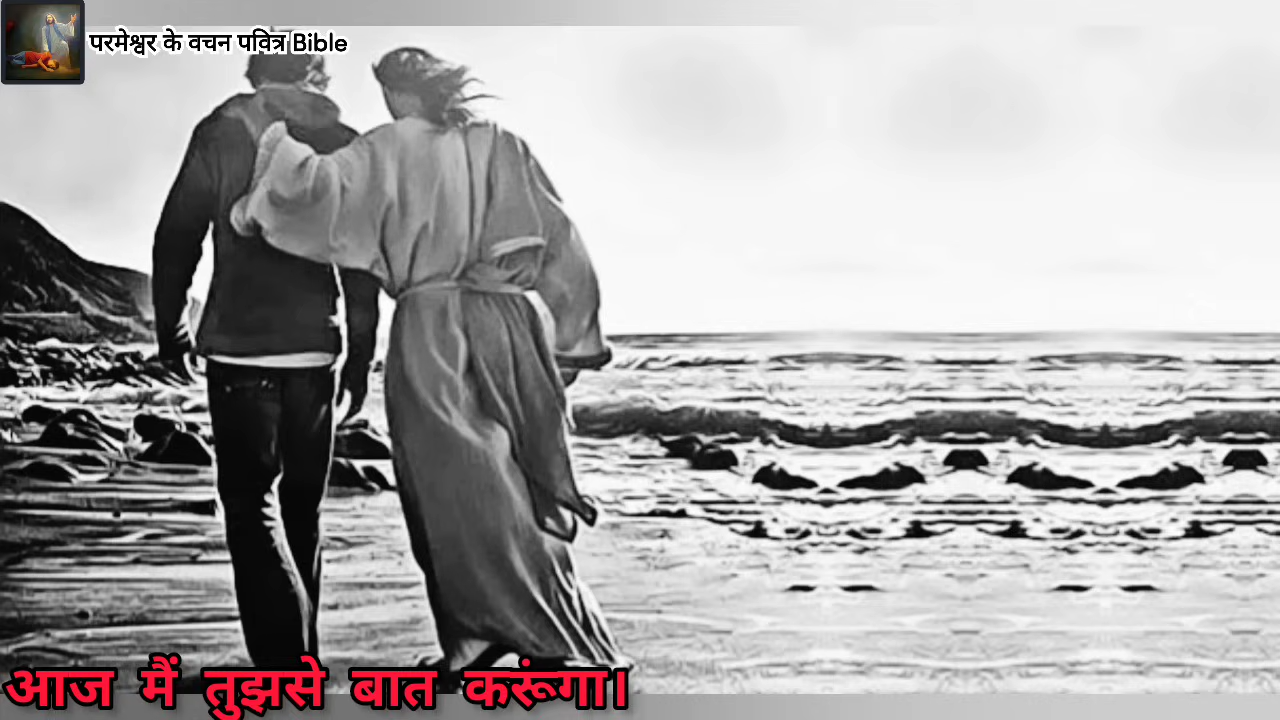 परमेश्वर के वचन पवित्र Bible
आज मैं तुझसे बात करूंगा।